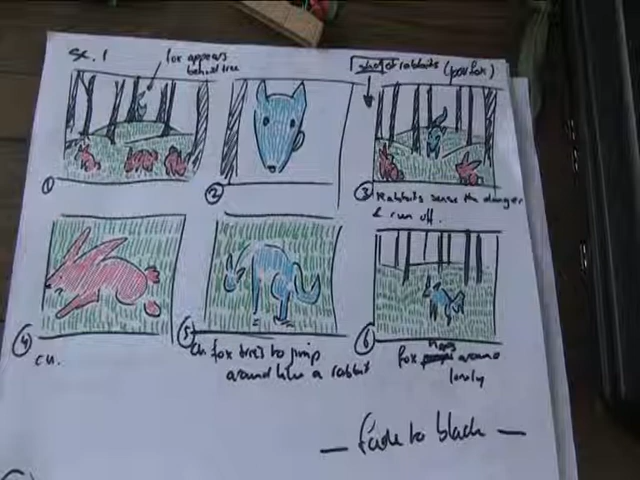 Sc. 1
fox appears
behind tree
shot of rabbits (pov fox)
1
2
3
Rabbits sense the danger
& run off.
4
cu.
5
fox tries to jump
around like a rabbit
6
fox hops around
lonely
— fade to black —